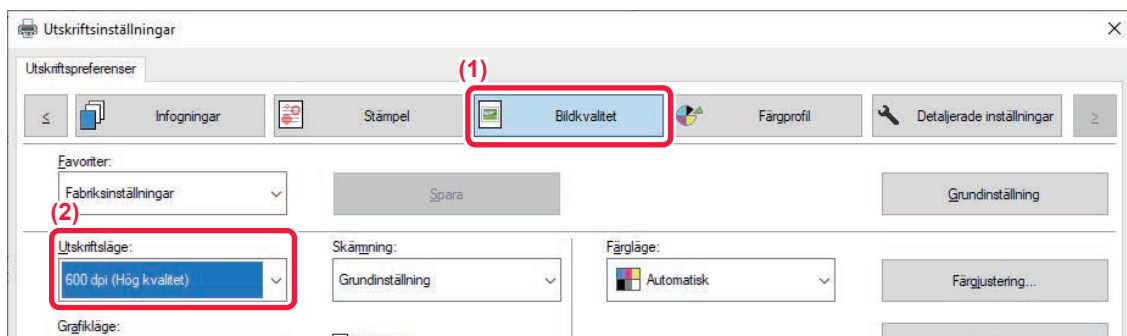 Utskriftsinställningar
Utskriftspreferenser
(1)
< Infogningar Stämpel Bildkvalitet Färgprofil Detaljerade inställningar >
Favoriter:
Fabriksinställningar Spara Grundinställning
(2)
Utskriftsläge: Skärmning: Färgläge:
600 dpi (Hög kvalitet) Grundinställning Automatisk Färgjustering...
Grafikläge: